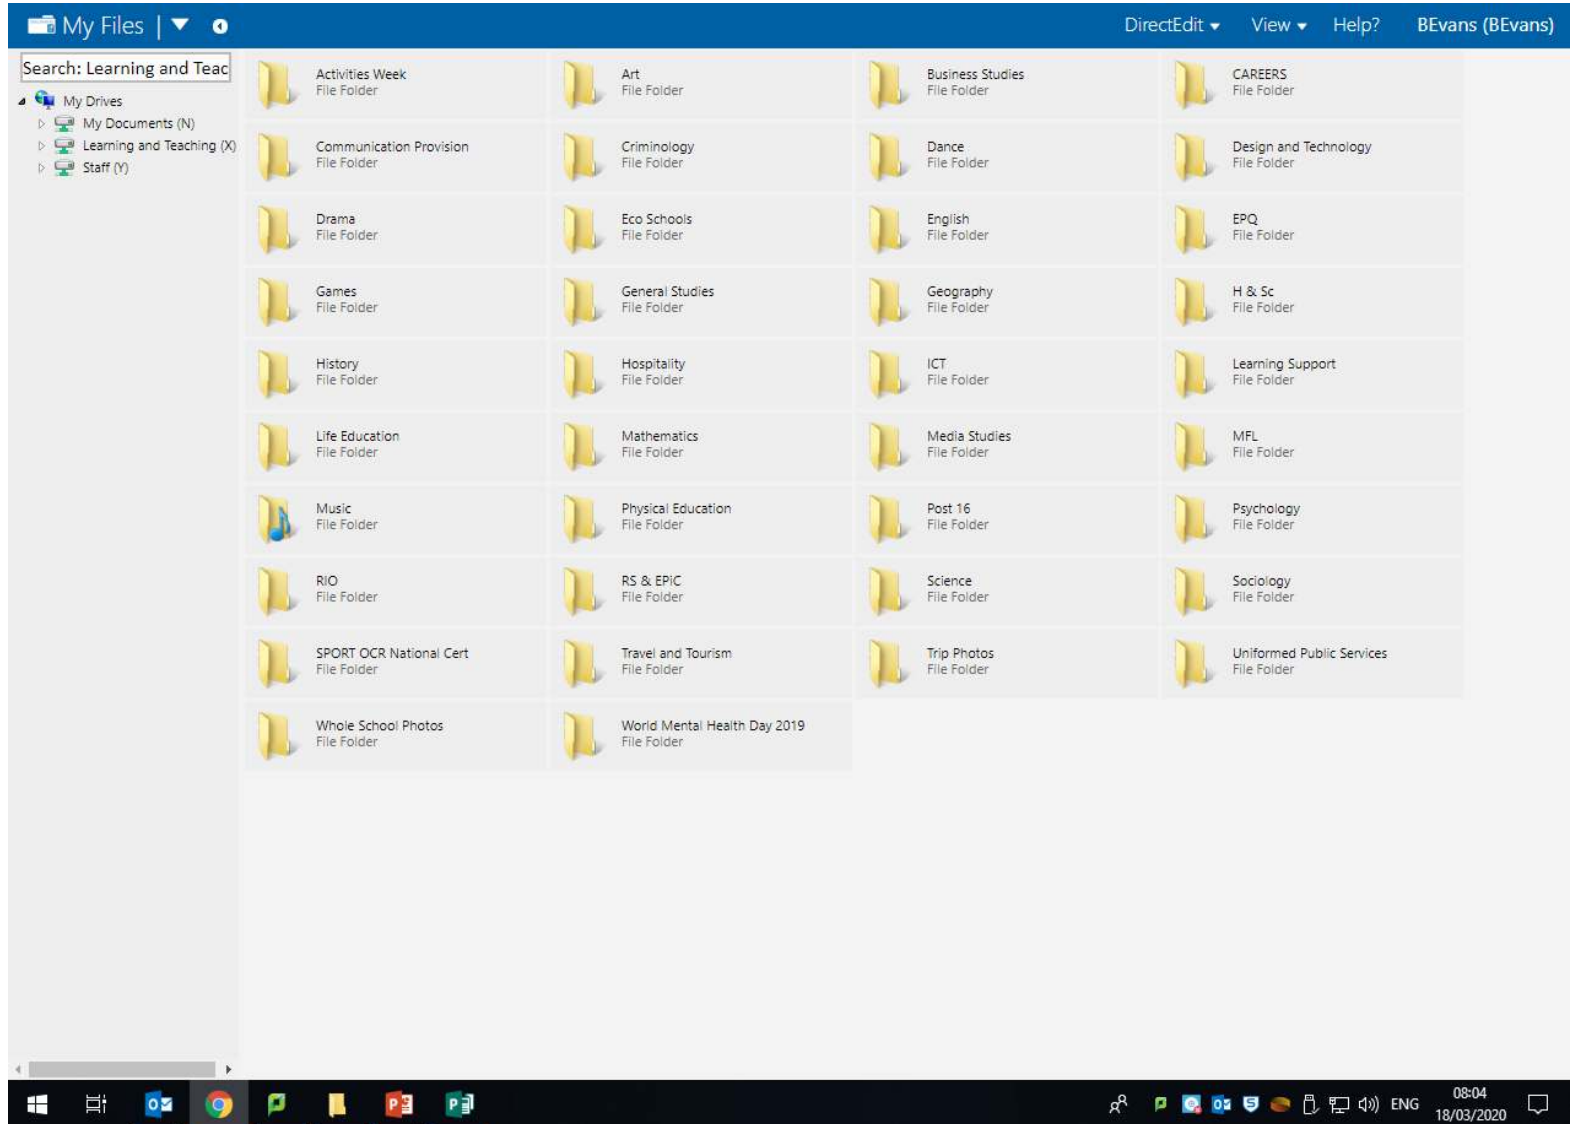 My Files |
DirectEdit View Help? BEvans (BEvans)
Search: Learning and Teac
My Drives
My Documents (N)
Learning and Teaching (X)
Staff (Y)
Activities Week
File Folder
Art
File Folder
Business Studies
File Folder
CAREERS
File Folder
Communication Provision
File Folder
Criminology
File Folder
Dance
File Folder
Design and Technology
File Folder
Drama
File Folder
Eco Schools
File Folder
English
File Folder
EPQ
File Folder
Games
File Folder
General Studies
File Folder
Geography
File Folder
H & Sc
File Folder
History
File Folder
Hospitality
File Folder
ICT
File Folder
Learning Support
File Folder
Life Education
File Folder
Mathematics
File Folder
Media Studies
File Folder
MFL
File Folder
Music
File Folder
Physical Education
File Folder
Post 16
File Folder
Psychology
File Folder
RIO
File Folder
RS & EPIC
File Folder
Science
File Folder
Sociology
File Folder
SPORT OCR National Cert
File Folder
Travel and Tourism
File Folder
Trip Photos
File Folder
Uniformed Public Services
File Folder
Whole School Photos
File Folder
World Mental Health Day 2019
File Folder
ENG
08:04
18/03/2020